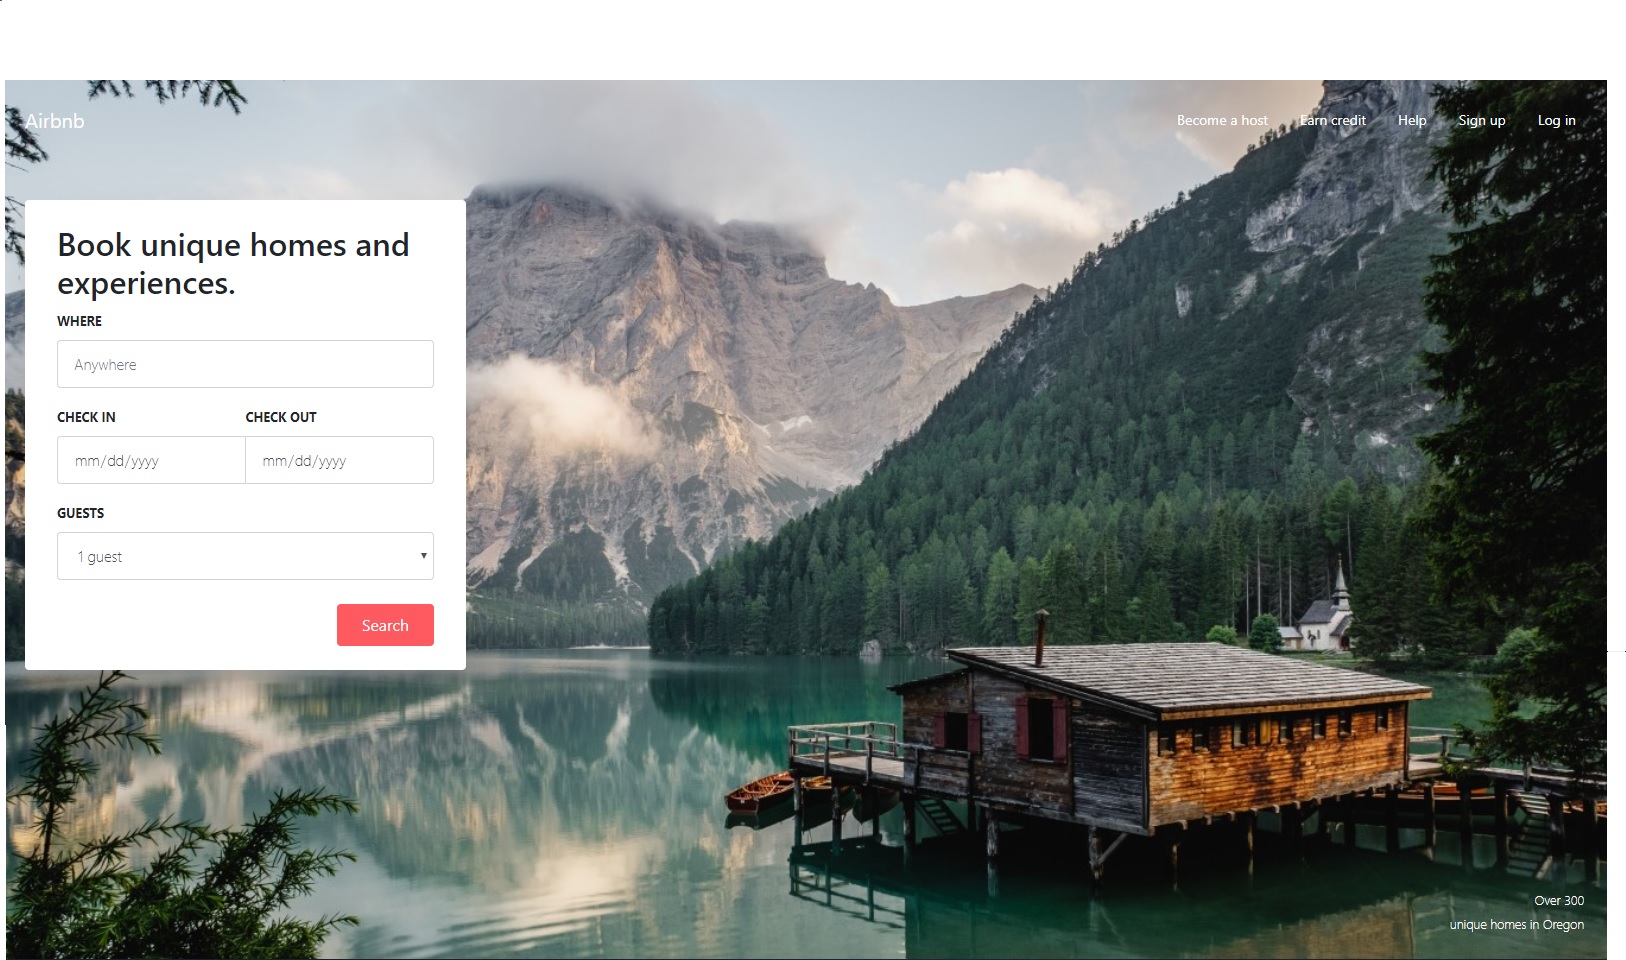 Airbnb
Become a host
Earn credit
Help
Sign up
Log in
Book unique homes and
experiences.
WHERE
Anywhere
CHECK IN
CHECK OUT
mm/dd/yyyy
mm/dd/yyyy
GUESTS
1 guest
Search
Over 300
unique homes in Oregon